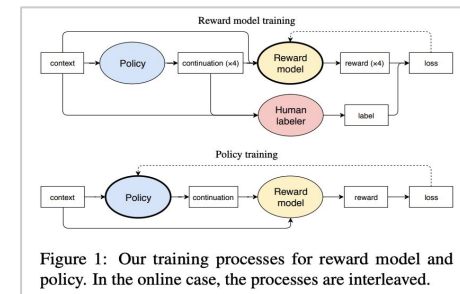 Reward model training
context
Policy
continuation (×4)
Reward
model
reward (×4)
loss
Human
labeler
label
Policy training
context
Policy
continuation
Reward
model
reward
loss
Figure 1: Our training processes for reward model and
policy. In the online case, the processes are interleaved.